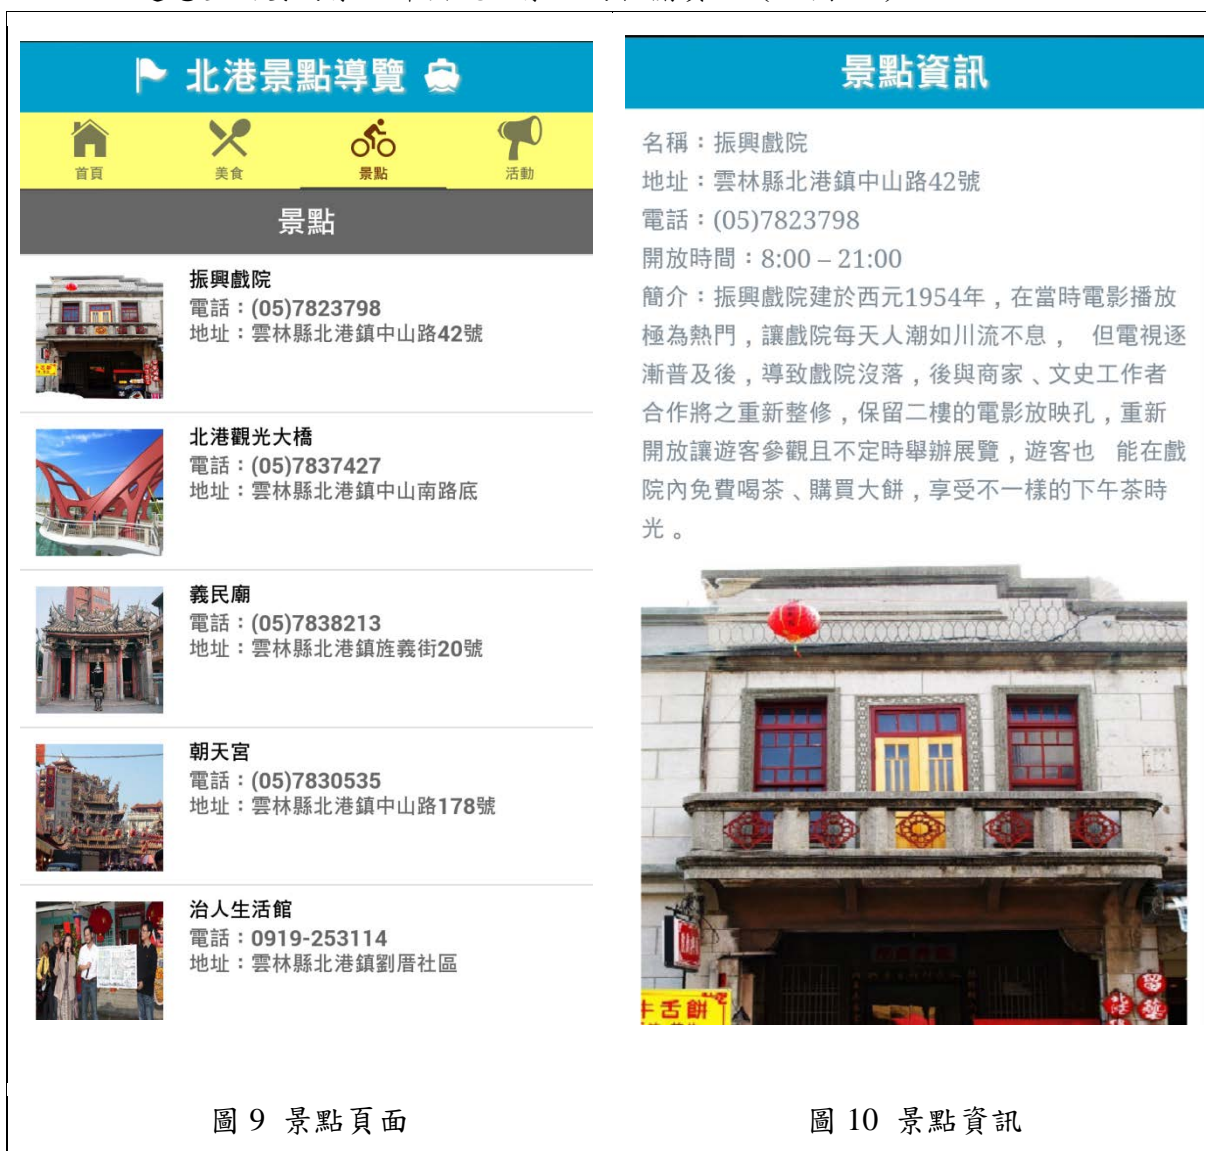 北港景點導覽
首頁
美食
景點
活動
景點
振興戲院
電話：(05)7823798
地址：雲林縣北港鎮中山路42號
北港觀光大橋
電話：(05)7837427
地址：雲林縣北港鎮中山南路底
義民廟
電話：(05)7838213
地址：雲林縣北港鎮旌義街20號
朝天宮
電話：(05)7830535
地址：雲林縣北港鎮中山路178號
治人生活館
電話：0919-253114
地址：雲林縣北港鎮劉厝社區
圖 9 景點頁面
景點資訊
名稱：振興戲院
地址：雲林縣北港鎮中山路42號
電話：(05)7823798
開放時間：8:00 – 21:00
簡介：振興戲院建於西元1954年，在當時電影播放
極為熱門，讓戲院每天人潮如川流不息， 但電視逐
漸普及後，導致戲院沒落，後與商家、文史工作者
合作將之重新整修，保留二樓的電影放映孔，重新
開放讓遊客參觀且不定時舉辦展覽，遊客也 能在戲
院內免費喝茶、購買大餅，享受不一樣的下午茶時
光。
牛舌餅
圖 10 景點資訊